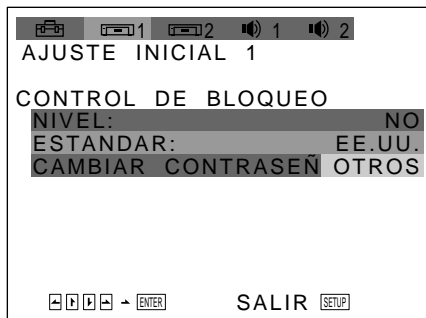 1 2 1 2
AJUSTE INICIAL 1
CONTROL DE BLOQUEO
NIVEL: NO
ESTANDAR: EE.UU.
CAMBIAR CONTRASEÑ OTROS
ENTER SALIR SETUP